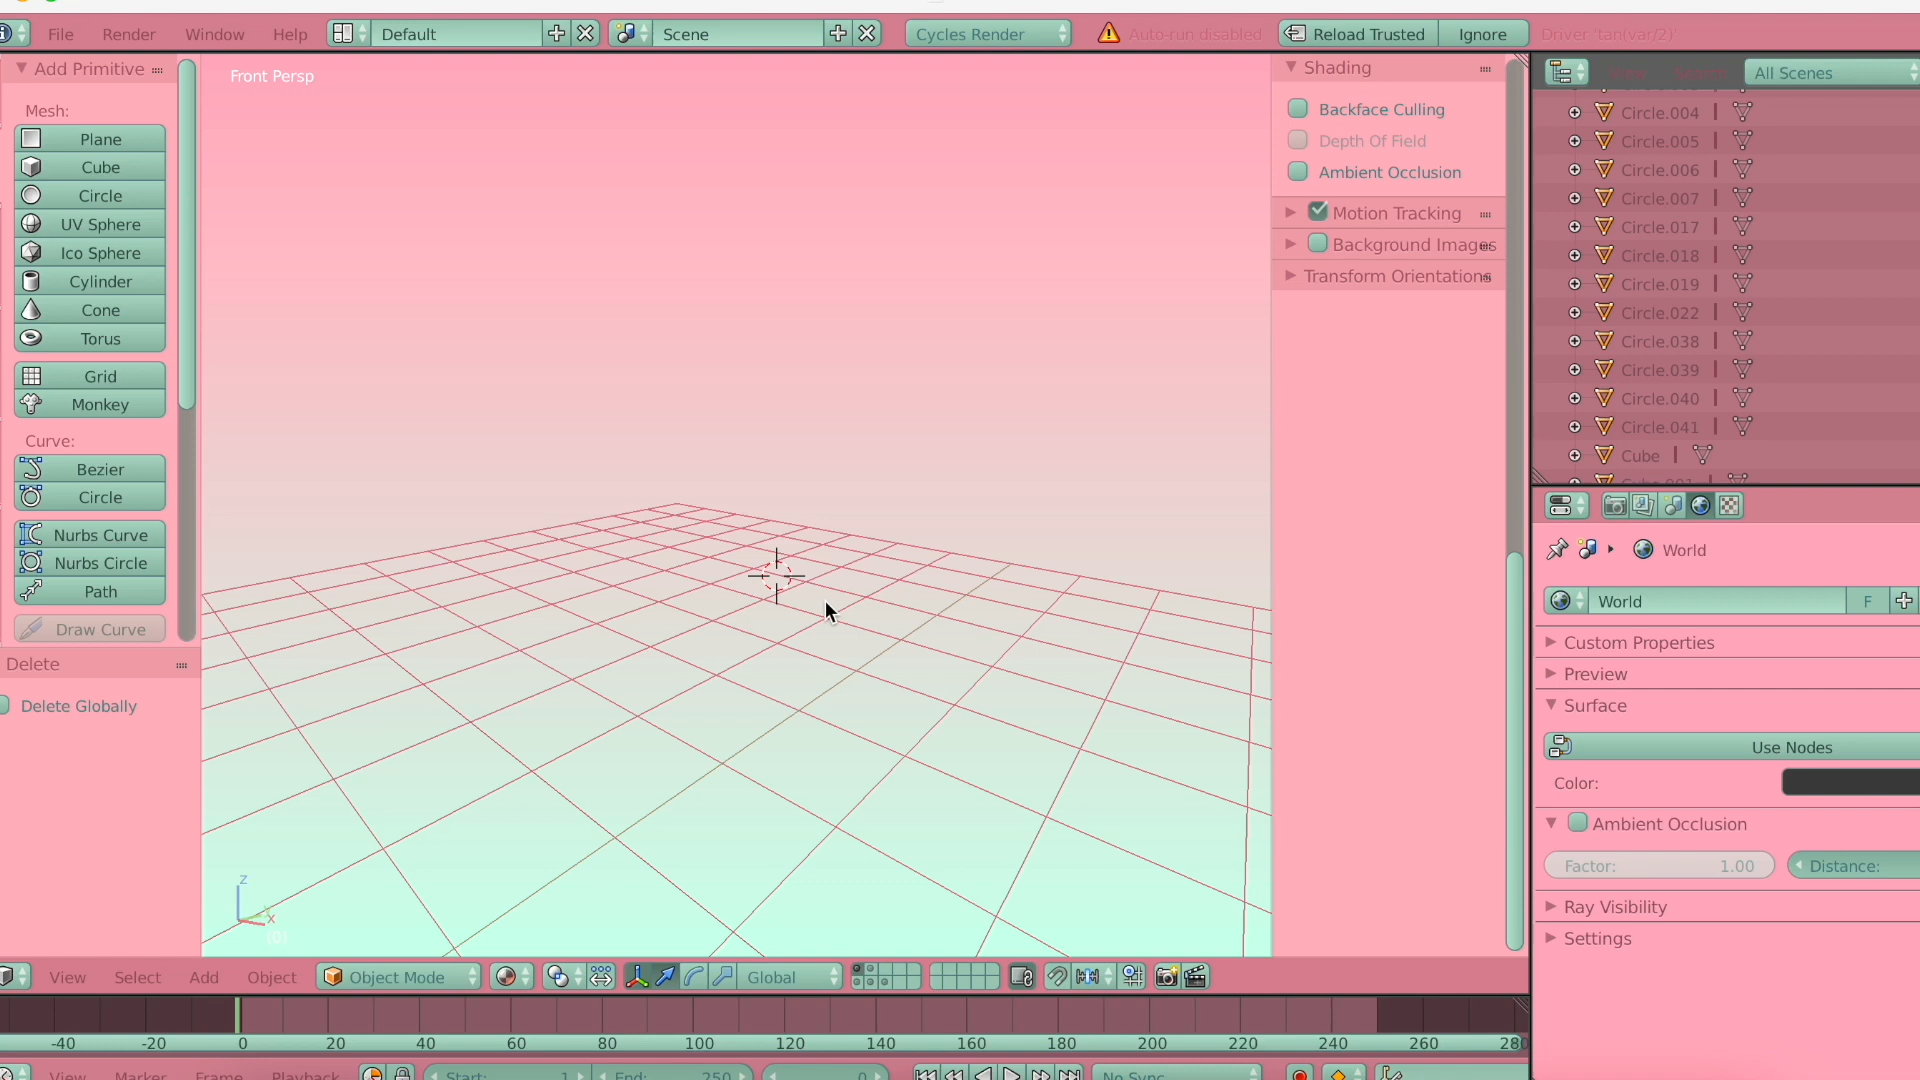 File Render Window Help Default Scene Cycles Render Auto-run disabled Reload Trusted Ignore Driver 'tan(var/2)'
Add Primitive
Mesh:
Plane
Cube
Circle
UV Sphere
Ico Sphere
Cylinder
Cone
Torus
Grid
Monkey
Curve:
Bezier
Circle
Nurbs Curve
Nurbs Circle
Path
Draw Curve
Delete
Delete Globally
Front Persp
z
x
(0)
Shading
Backface Culling
Depth Of Field
Ambient Occlusion
Motion Tracking
Background Images
Transform Orientations
View Search All Scenes
Circle.004
Circle.005
Circle.006
Circle.007
Circle.017
Circle.018
Circle.019
Circle.022
Circle.038
Circle.039
Circle.040
Circle.041
Cube
Cube.001
World
World F
Custom Properties
Preview
Surface
Use Nodes
Color:
Ambient Occlusion
Factor: 1.00 Distance:
Ray Visibility
Settings
View Select Add Object Object Mode Global
-40 -20 0 20 40 60 80 100 120 140 160 180 200 220 240 260 280
View Marker Frame Playback Start: 1 End: 250 0 No Sync